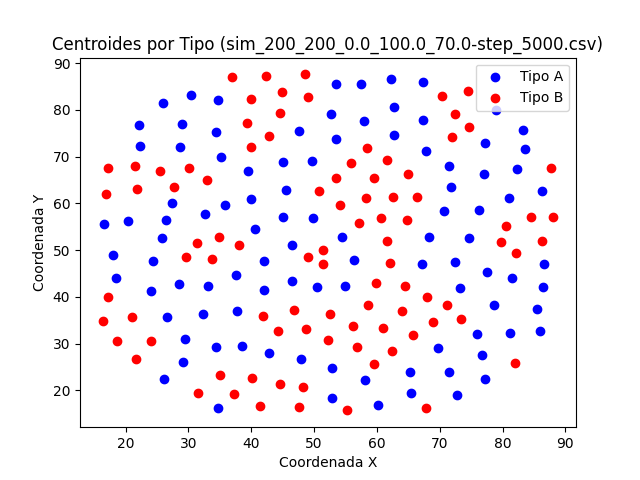 Centroides por Tipo (sim_200_200_0.0_100.0_70.0-step_5000.csv)
90
80
70
60
50
40
30
20
Coordenada Y
Tipo A
Tipo B
20 30 40 50 60 70 80 90
Coordenada X